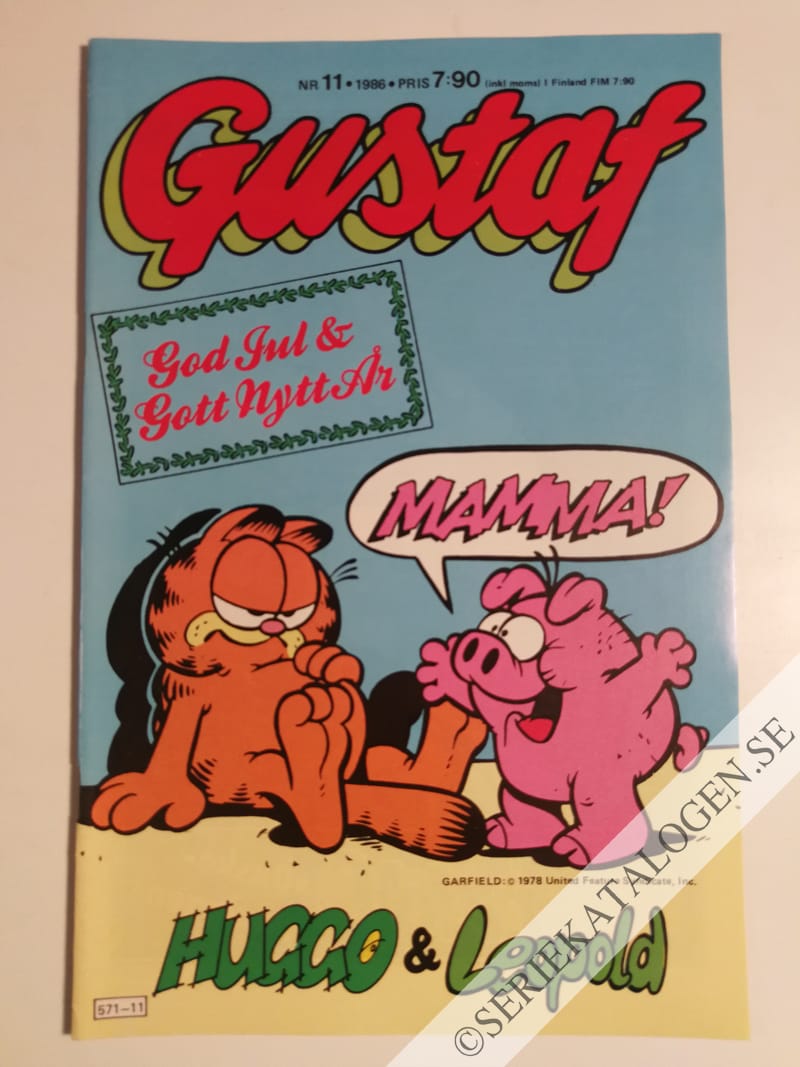 NR 11 • 1986 • PRIS 7:90 (inkl moms) I Finland FIM 7:90
Gustaf
God Jul &
Gott Nytt År
MAMMA!
GARFIELD: © 1978 United Feature Syndicate, Inc.
HUGGO & Leopold
571-11
©SERIEKATALOGEN.SE